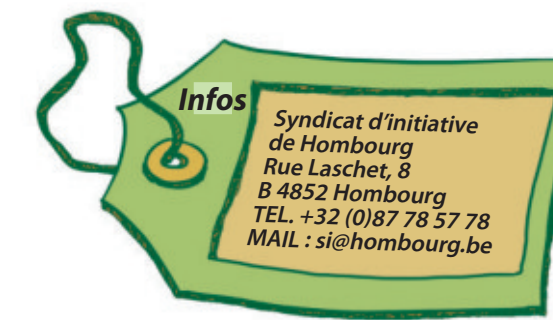 Infos
Syndicat d’initiative
de Hombourg
Rue Laschet, 8
B 4852 Hombourg
TEL. +32 (0)87 78 57 78
MAIL : si@hombourg.be